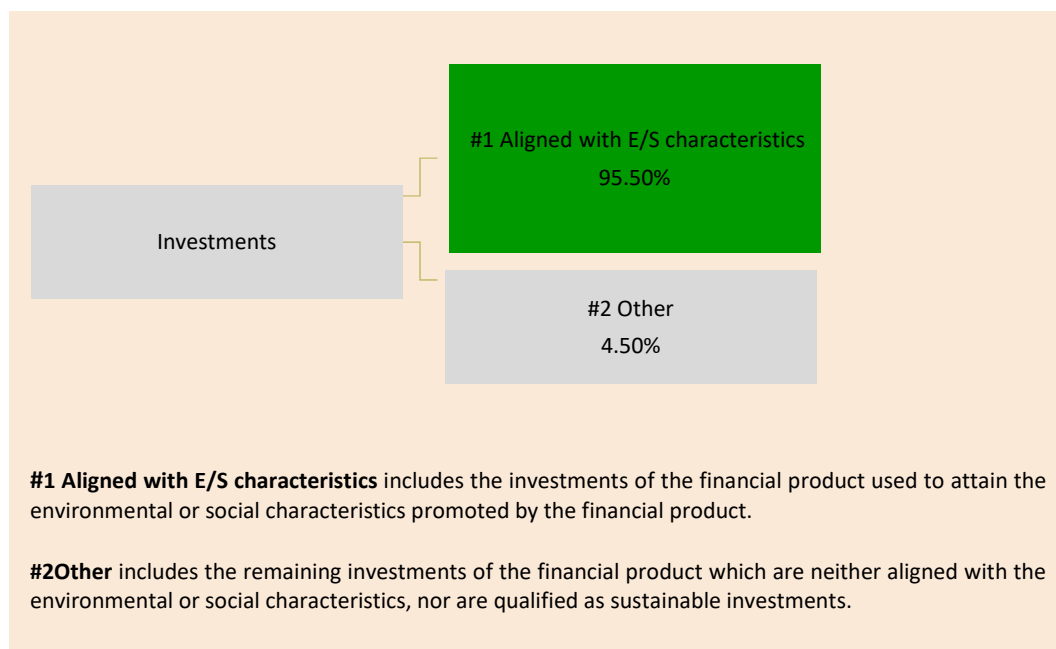 #1 Aligned with E/S characteristics
95.50%
Investments
#2 Other
4.50%
#1 Aligned with E/S characteristics includes the investments of the financial product used to attain the
environmental or social characteristics promoted by the financial product.
#2Other includes the remaining investments of the financial product which are neither aligned with the
environmental or social characteristics, nor are qualified as sustainable investments.